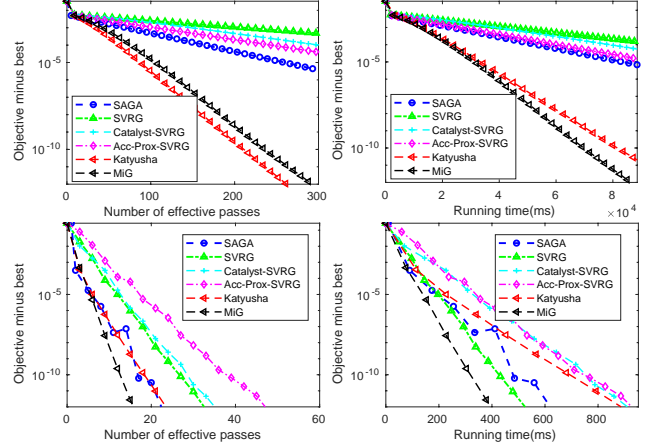 Objective minus best
10^-5
10^-10
SAGA
SVRG
Catalyst-SVRG
Acc-Prox-SVRG
Katyusha
MiG
0 100 200 300
Number of effective passes
Objective minus best
10^-5
10^-10
SAGA
SVRG
Catalyst-SVRG
Acc-Prox-SVRG
Katyusha
MiG
0 2 4 6 8
Running time(ms) × 10^4
Objective minus best
10^-5
10^-10
SAGA
SVRG
Catalyst-SVRG
Acc-Prox-SVRG
Katyusha
MiG
0 20 40 60
Number of effective passes
Objective minus best
10^-5
10^-10
SAGA
SVRG
Catalyst-SVRG
Acc-Prox-SVRG
Katyusha
MiG
0 200 400 600 800
Running time(ms)